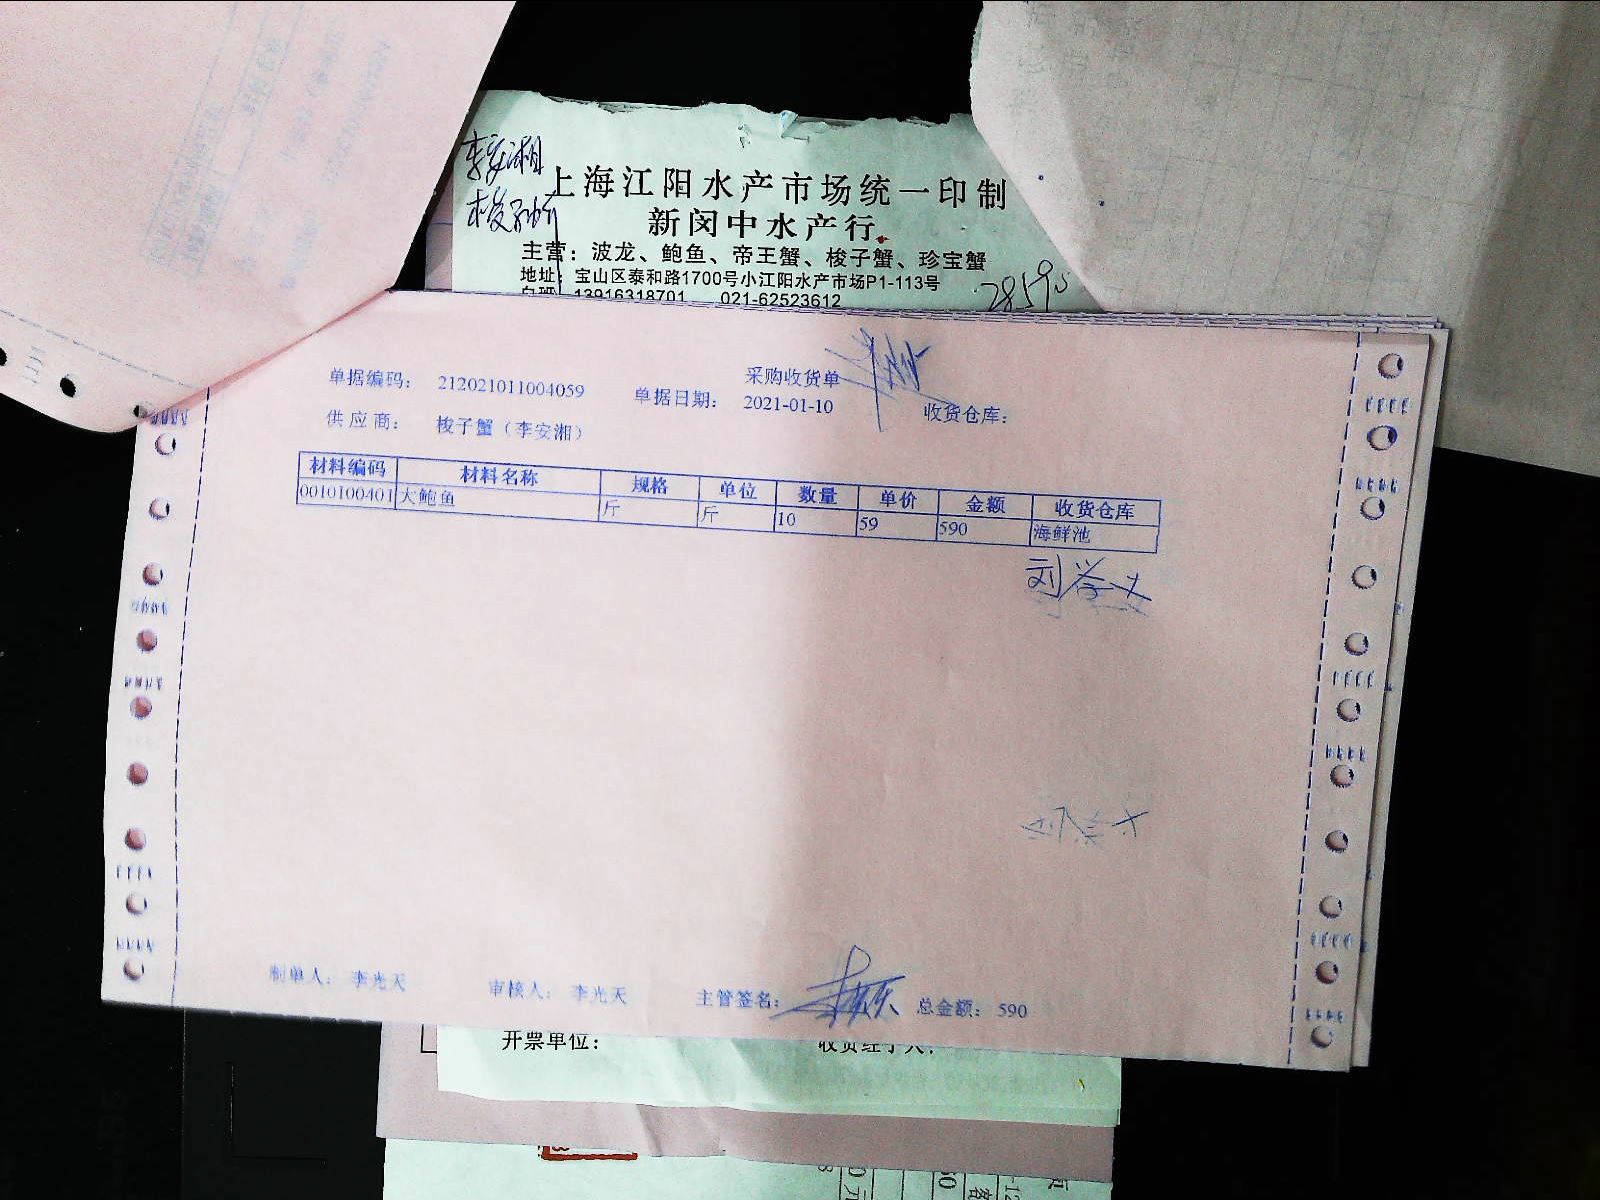 李安湘
梭子蟹
上海江阳水产市场统一印制
新闵中水产行
主营：波龙、鲍鱼、帝王蟹、梭子蟹、珍宝蟹
地址：宝山区泰和路1700号小江阳水产市场P1-113号
白班 13916318701 021-62523612
采购收货单
单据编码： 212021011004059 单据日期： 2021-01-10 收货仓库：
供应商： 梭子蟹（李安湘）
材料编码 材料名称 规格 单位 数量 单价 金额 收货仓库
0010100401 大鲍鱼 斤 斤 10 59 590 海鲜池
制单人： 李光天 审核人： 李光天 主管签名： 总金额： 590
开票单位： 收货经手人：